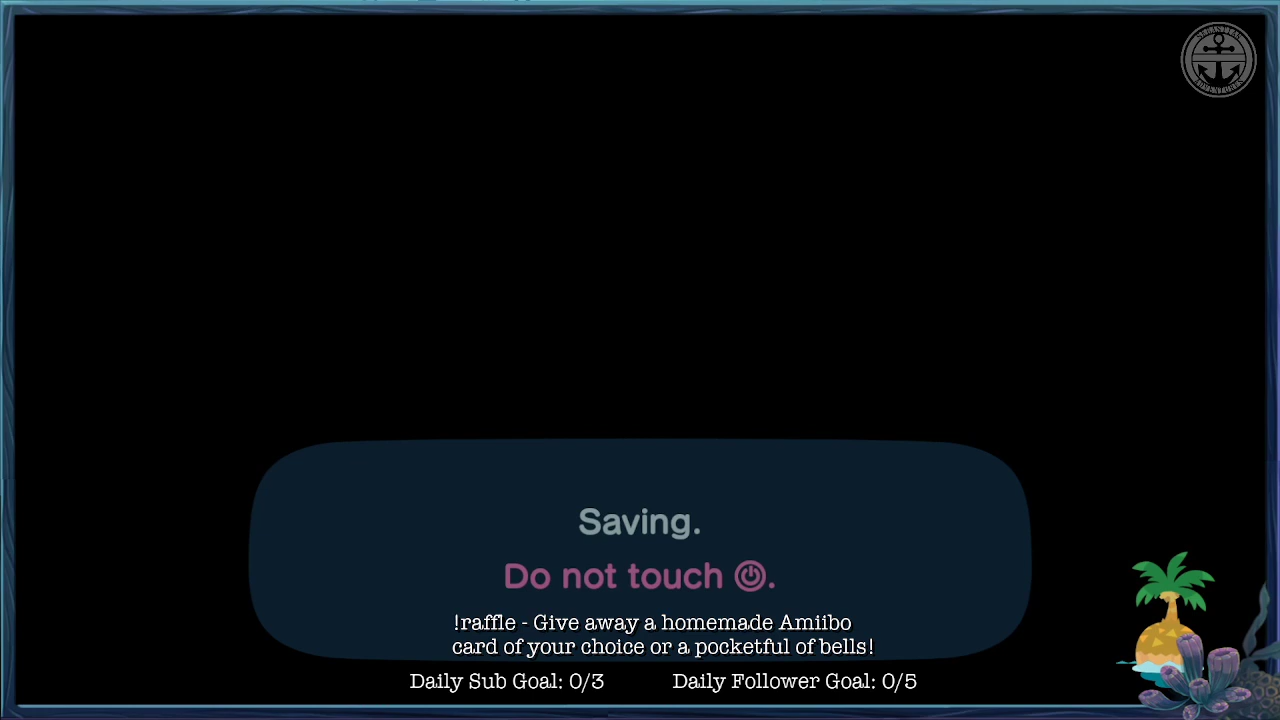 Saving.
Do not touch ⏻.
!raffle - Give away a homemade Amiibo
card of your choice or a pocketful of bells!
Daily Sub Goal: 0/3 Daily Follower Goal: 0/5